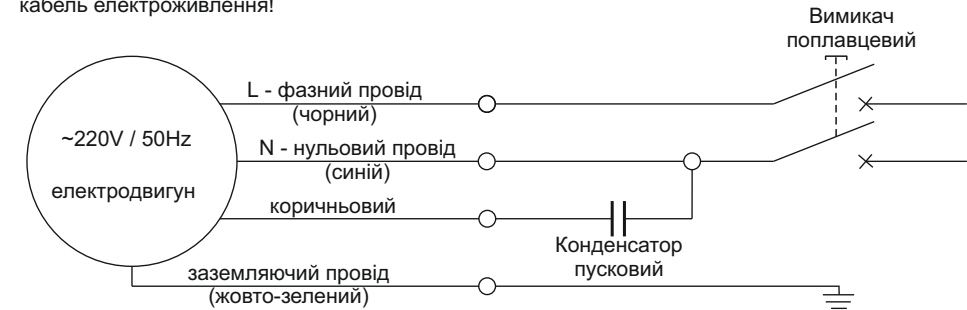 кабель електроживлення!
Вимикач
поплавцевий
L - фазний провід
(чорний)
~220V / 50Hz
N - нульовий провід
(синій)
електродвигун
коричньовий
Конденсатор
пусковий
заземляючий провід
(жовто-зелений)